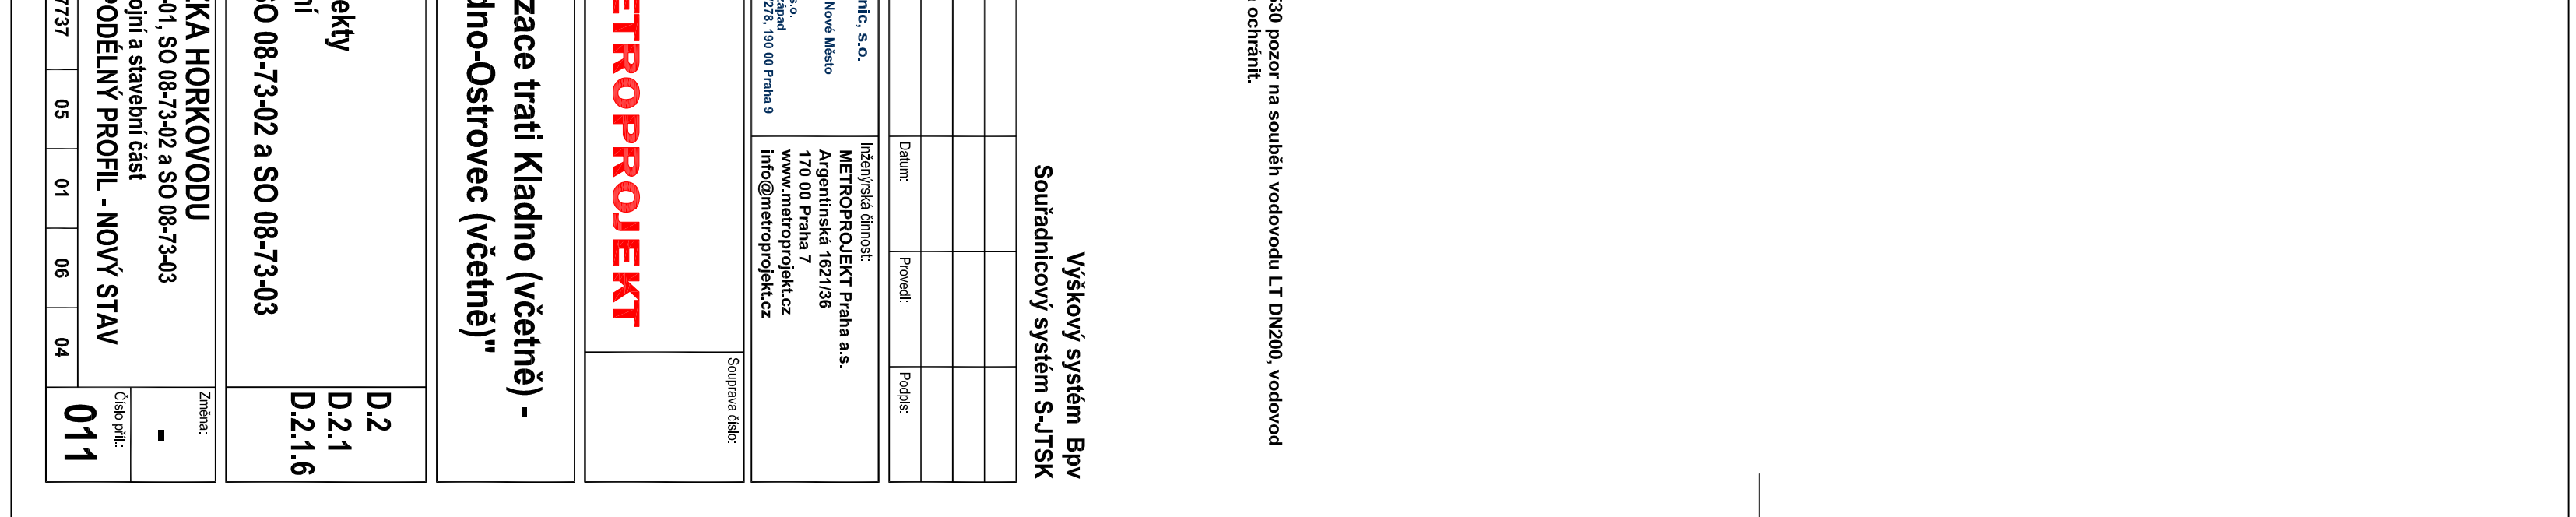 530 pozor na souběh vodovodu LT DN200, vodovod
ochránit.
Výškový systém Bpv
Souřadnicový systém S-JTSK
Datum:
Provedl:
Podpis:
nic, s.o.
Nové Město
s.o.
západ
/278, 190 00 Praha 9
Inženýrská činnost:
METROPROJEKT Praha a.s.
Argentinská 1621/36
170 00 Praha 7
www.metroprojekt.cz
info@metroprojekt.cz
ETROPROJEKT
Souprava číslo:
zace trati Kladno (včetně) -
dno-Ostrovec (včetně)"
ekty
ní
SO 08-73-02 a SO 08-73-03
D.2
D.2.1
D.2.1.6
KA HORKOVODU
-01, SO 08-73-02 a SO 08-73-03
ojní a stavební část
PODÉLNÝ PROFIL - NOVÝ STAV
Změna:
-
Číslo příl.:
011
7737 05 01 06 04